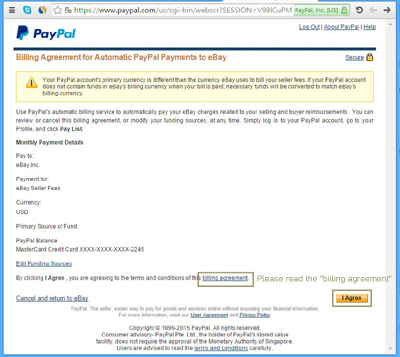 https://www.paypal.com/us/cgi-bin/webscr?SESSION=V98lCuPM PayPal, Inc. [US]
Log Out | About PayPal | Help
PayPal
Billing Agreement for Automatic PayPal Payments to eBay
Secure
Your PayPal account's primary currency is different than the currency eBay uses to bill your seller fees. If your PayPal account
does not contain funds in eBay's billing currency when your bill is paid, necessary funds will be converted to match eBay's
billing currency.
Use PayPal's automatic billing service to automatically pay your eBay charges related to your selling and buyer reimbursements . You can
review or cancel this billing agreement, or modify your funding sources, at any time. Simply log in to your PayPal account, go to your
Profile, and click Pay List.
Monthly Payment Details
Pay to:
eBay Inc.
Payment for:
eBay Seller Fees
Currency:
USD
Primary Source of Fund:
PayPal Balance
MasterCard Credit Card XXXX-XXXX-XXXX-2245
Edit Funding Sources
By clicking I Agree , you are agreeing to the terms and conditions of this billing agreement. Please read the "billing agreement"
Cancel and return to eBay
I Agree
PayPal. The safer, easier way to pay for goods and services online without exposing your financial information.
For more information, read our User Agreement and Privacy Policy.
Copyright © 1999-2015 PayPal. All rights reserved.
Consumer advisory- PayPal Pte. Ltd, the holder of PayPal's stored value
facility, does not require the approval of the Monetary Authority of Singapore.
Users are advised to read the terms and conditions carefully.